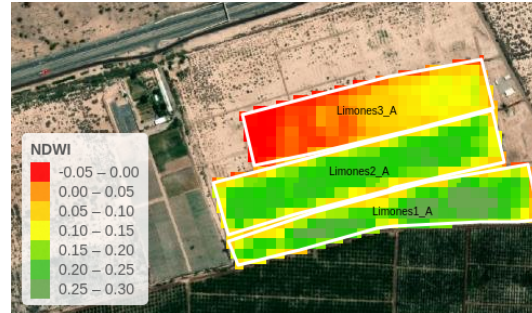 Limones3_A
Limones2_A
Limones1_A
NDWI
-0.05 – 0.00
0.00 – 0.05
0.05 – 0.10
0.10 – 0.15
0.15 – 0.20
0.20 – 0.25
0.25 – 0.30